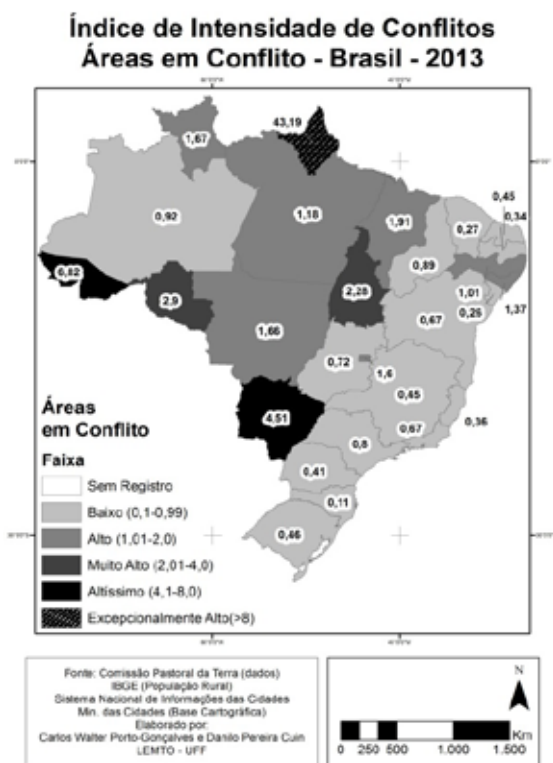 Índice de Intensidade de Conflitos
Áreas em Conflito - Brasil - 2013
43,19
1,67
0,45
0,34
0,92
1,18
1,91
0,27
0,89
6,82
2,9
2,28
1,01
0,26
1,37
0,67
1,66
0,72
1,6
0,45
4,51
0,36
0,8
0,67
0,41
0,11
0,46
Áreas
em Conflito
Faixa
Sem Registro
Baixo (0,1-0,99)
Alto (1,01-2,0)
Muito Alto (2,01-4,0)
Altíssimo (4,1-8,0)
Excepcionalmente Alto(>8)
Fonte: Comissão Pastoral da Terra (dados)
IBGE (População Rural)
Sistema Nacional de Informações das Cidades
Min. das Cidades (Base Cartográfica)
Elaborado por:
Carlos Walter Porto-Gonçalves e Danilo Pereira Cuin
LEMTO - UFF
N
0 250 500 1.000 1.500
Km